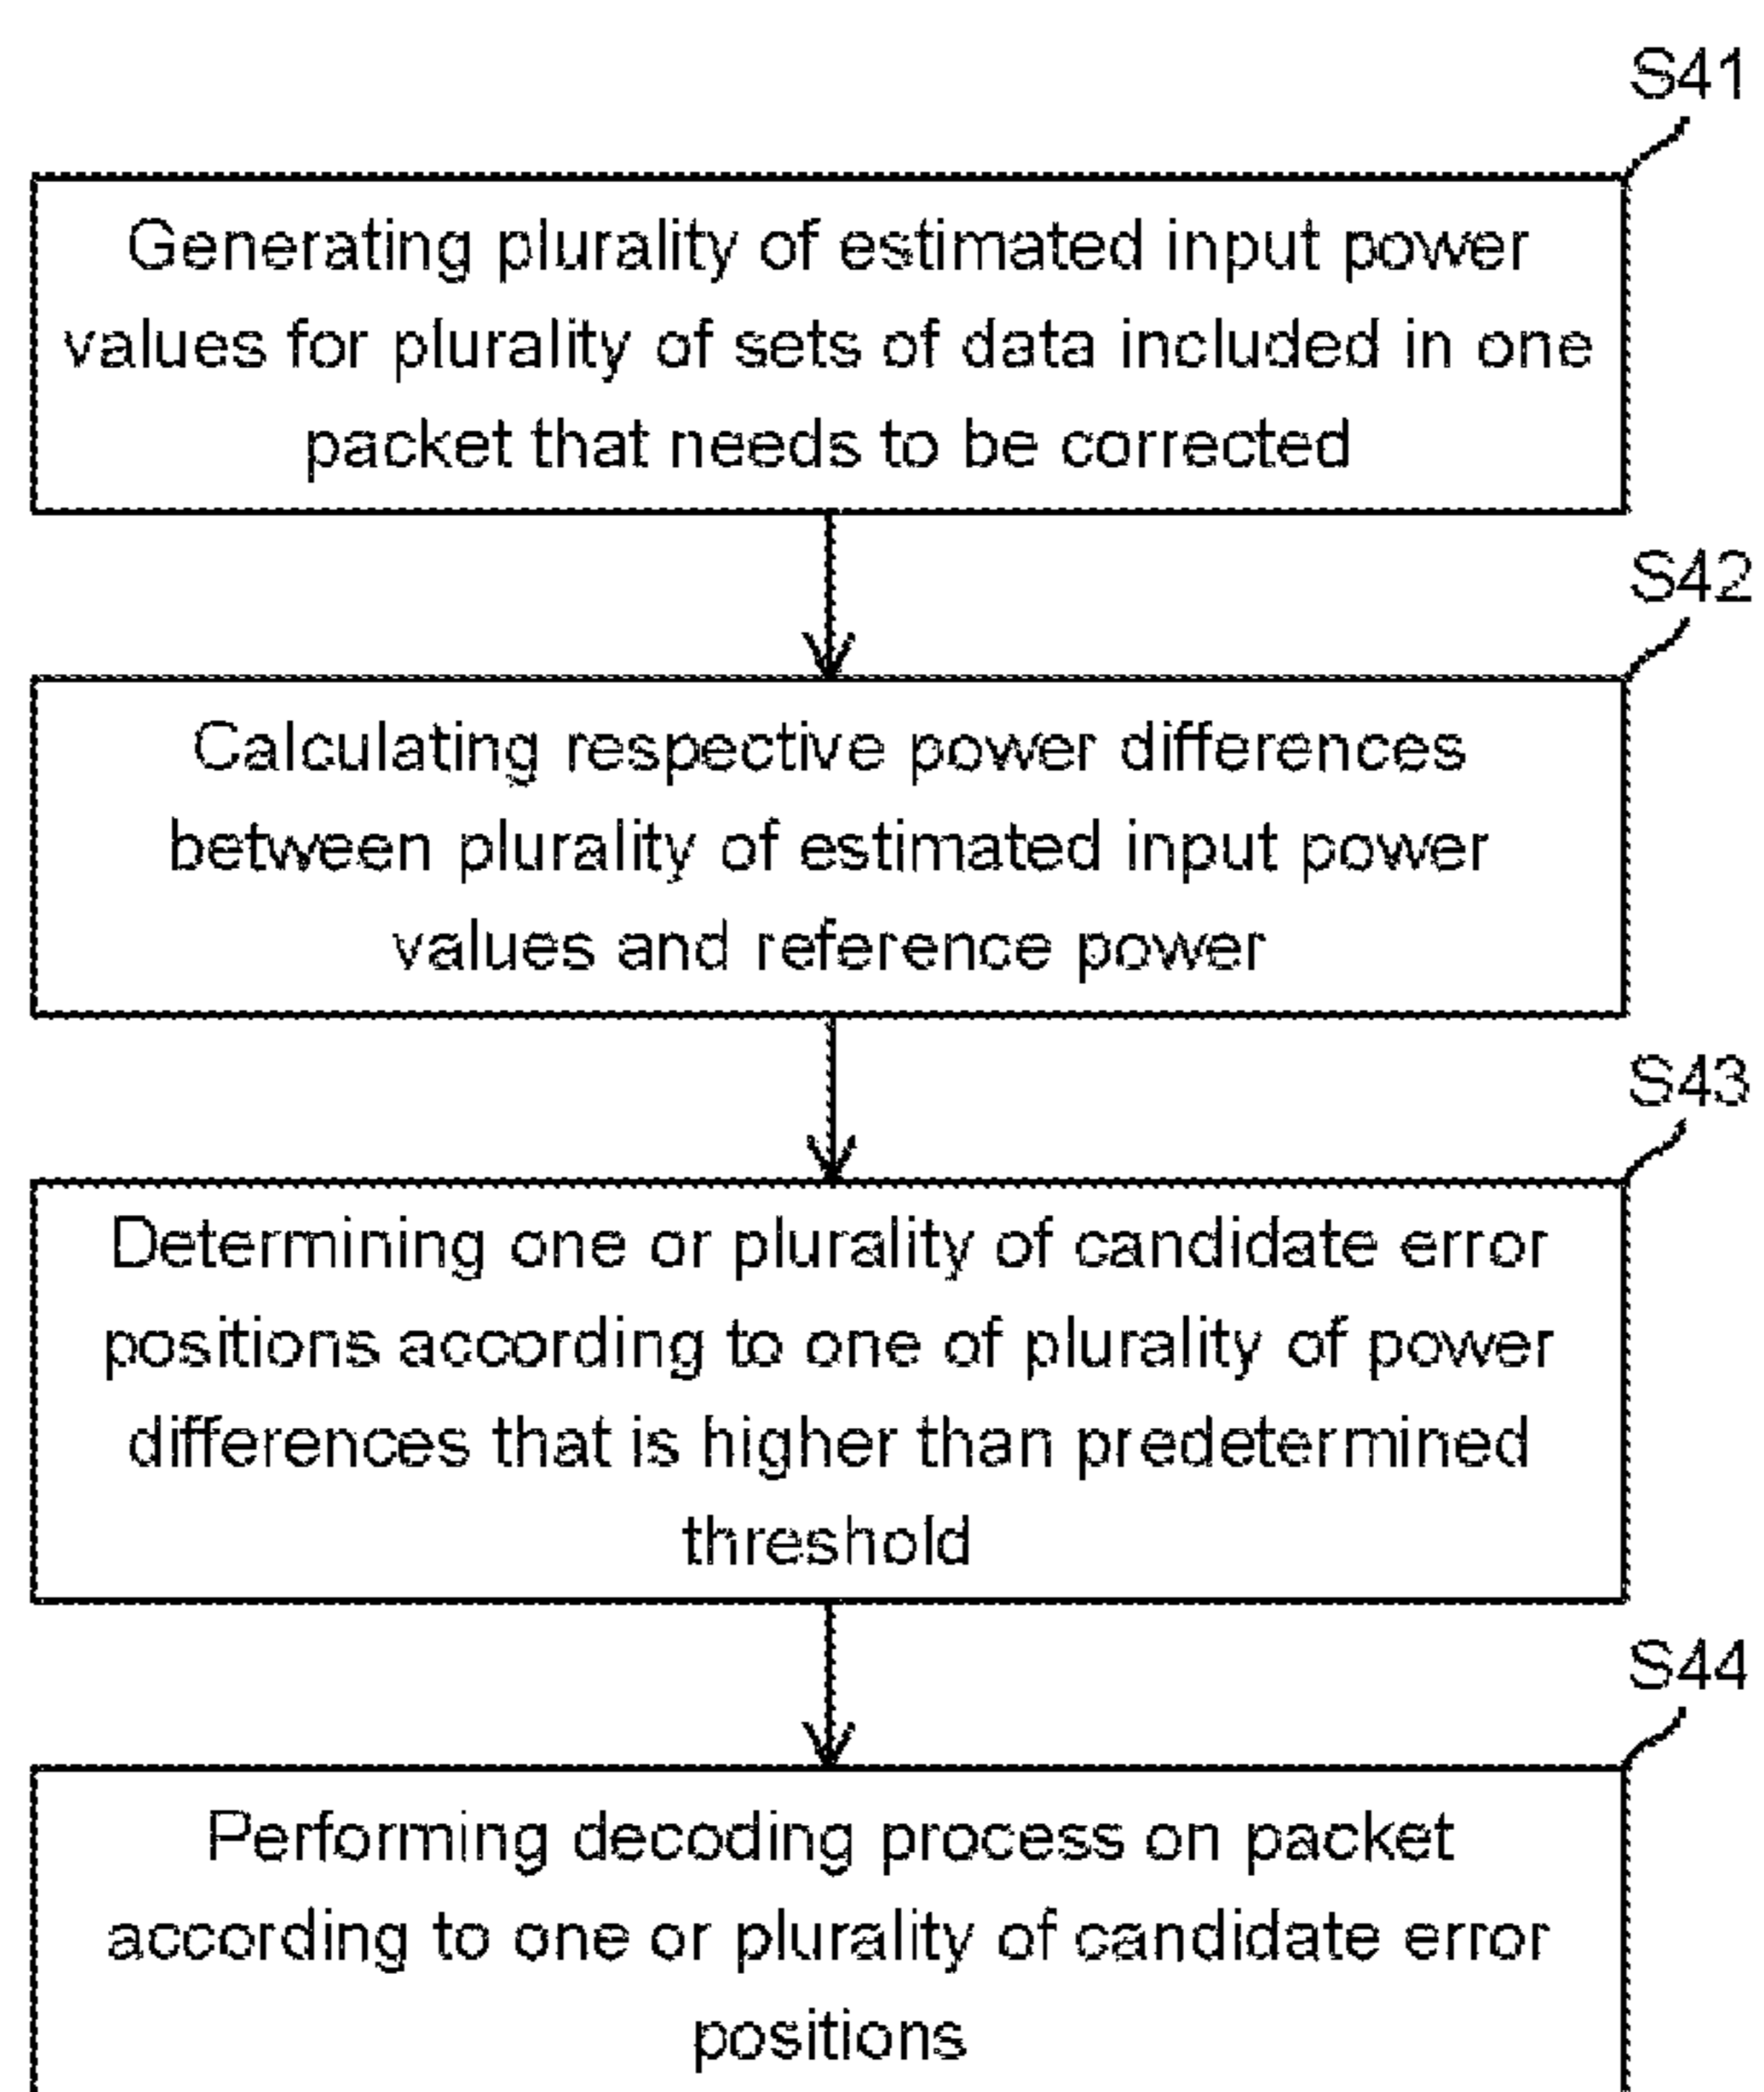 S41
Generating plurality of estimated input power
values for plurality of sets of data included in one
packet that needs to be corrected
S42
Calculating respective power differences
between plurality of estimated input power
values and reference power
S43
Determining one or plurality of candidate error
positions according to one of plurality of power
differences that is higher than predetermined
threshold
S44
Performing decoding process on packet
according to one or plurality of candidate error
positions